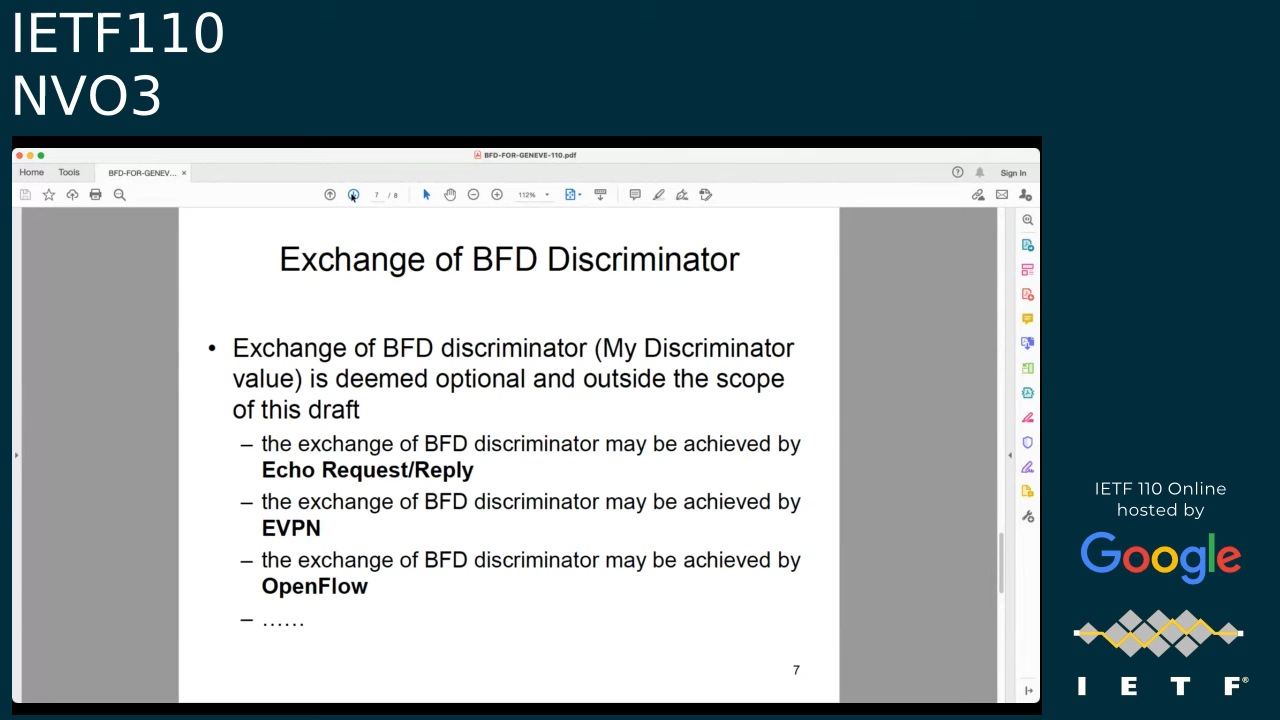 IETF110
NVO3
BFD-FOR-GENEVE-110.pdf
Home Tools BFD-FOR-GENEV... × Sign In
7 / 8 112%
Exchange of BFD Discriminator
• Exchange of BFD discriminator (My Discriminator
value) is deemed optional and outside the scope
of this draft
– the exchange of BFD discriminator may be achieved by
Echo Request/Reply
– the exchange of BFD discriminator may be achieved by
EVPN
– the exchange of BFD discriminator may be achieved by
OpenFlow
– ……
7
IETF 110 Online
hosted by
Google
I E T F®